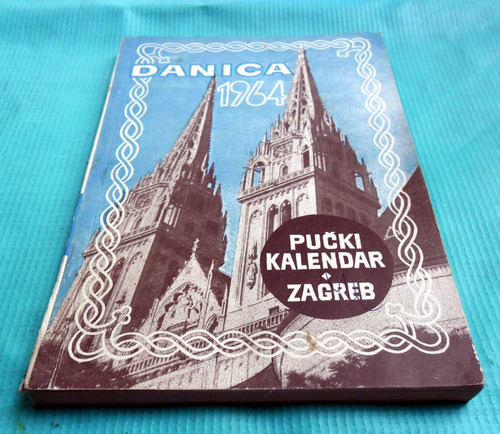 DANICA
1964
PUČKI
KALENDAR
ZAGREB